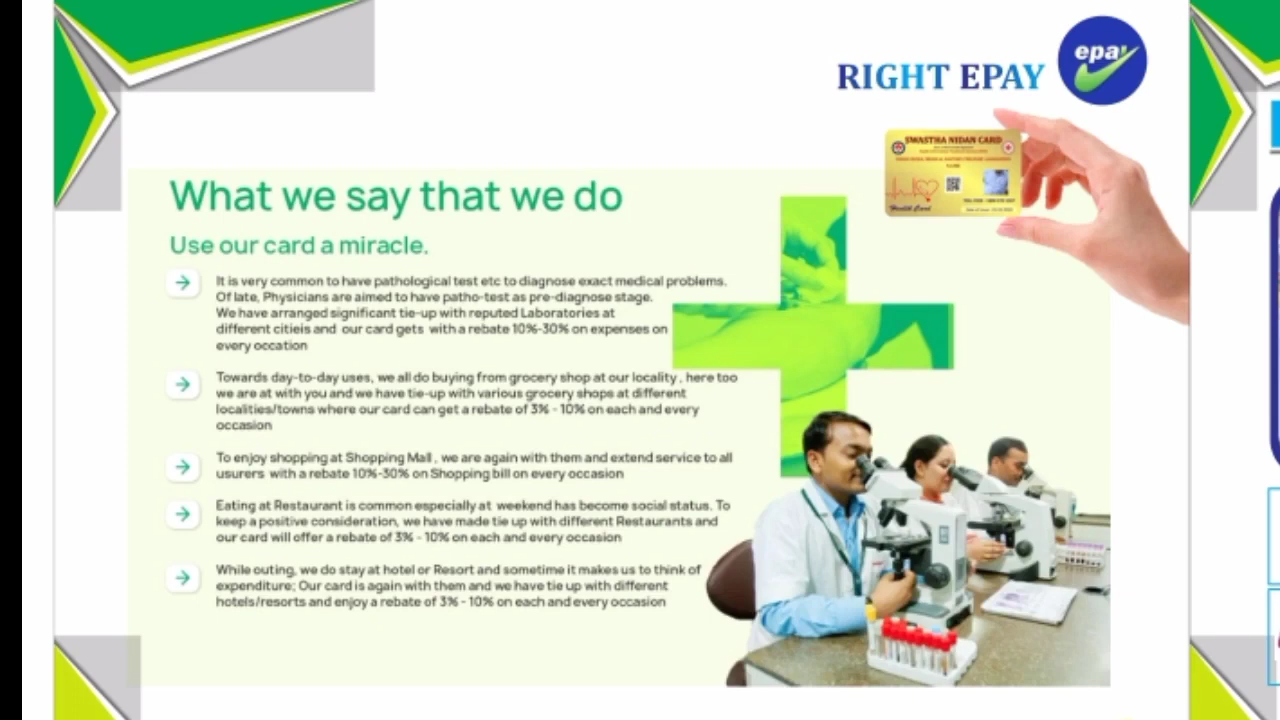 RIGHT EPAY
epay
SWASTHA NIDAN CARD
Health Card
What we say that we do
Use our card a miracle.
It is very common to have pathological test etc to diagnose exact medical problems.
Of late, Physicians are aimed to have patho-test as pre-diagnose stage.
We have arranged significant tie-up with reputed Laboratories at
different citieis and our card gets with a rebate 10%-30% on expenses on
every occation
Towards day-to-day uses, we all do buying from grocery shop at our locality , here too
we are at with you and we have tie-up with various grocery shops at different
localities/towns where our card can get a rebate of 3% - 10% on each and every
occasion
To enjoy shopping at Shopping Mall , we are again with them and extend service to all
usurers with a rebate 10%-30% on Shopping bill on every occasion
Eating at Restaurant is common especially at weekend has become social status. To
keep a positive consideration, we have made tie up with different Restaurants and
our card will offer a rebate of 3% - 10% on each and every occasion
While outing, we do stay at hotel or Resort and sometime it makes us to think of
expenditure; Our card is again with them and we have tie up with different
hotels/resorts and enjoy a rebate of 3% - 10% on each and every occasion